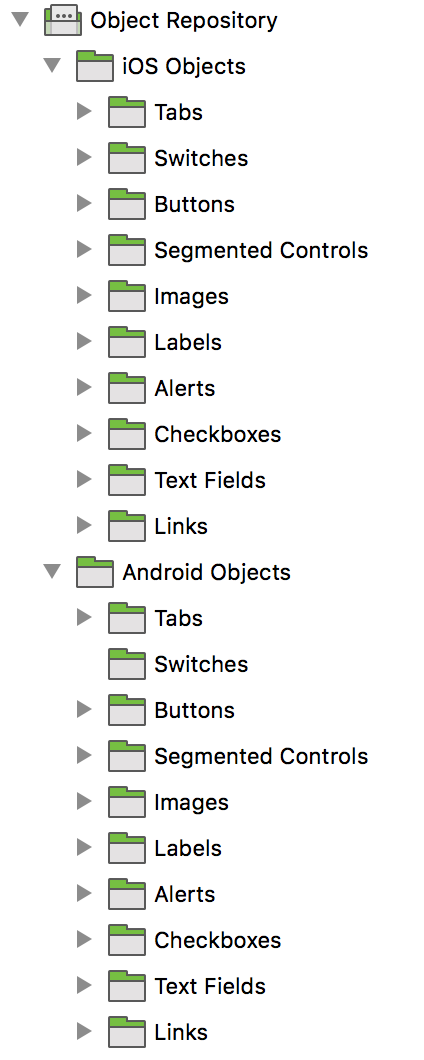 Object Repository
iOS Objects
Tabs
Switches
Buttons
Segmented Controls
Images
Labels
Alerts
Checkboxes
Text Fields
Links
Android Objects
Tabs
Switches
Buttons
Segmented Controls
Images
Labels
Alerts
Checkboxes
Text Fields
Links